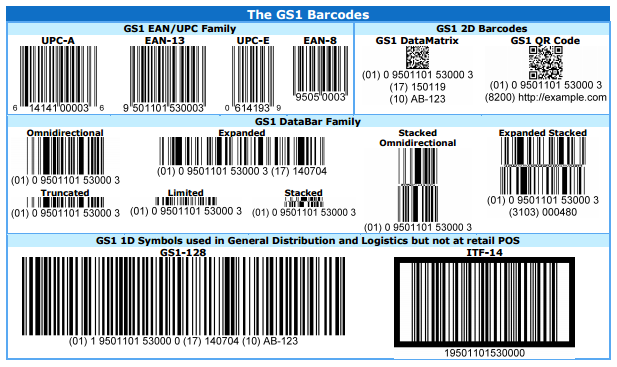 The GS1 Barcodes
GS1 EAN/UPC Family
UPC-A
EAN-13
UPC-E
EAN-8
6 14141 00003 6
9 501101 530003
0 614193 9
9505 0003
GS1 2D Barcodes
GS1 DataMatrix
GS1 QR Code
(01) 0 9501101 53000 3
(17) 150119
(10) AB-123
(01) 0 9501101 53000 3
(8200) http://example.com
GS1 DataBar Family
Omnidirectional
(01) 0 9501101 53000 3
Expanded
(01) 0 9501101 53000 3 (17) 140704
Stacked
Omnidirectional
(01) 0 9501101 53000 3
Expanded Stacked
(01) 0 9501101 53000 3
(3103) 000480
Truncated
(01) 0 9501101 53000 3
Limited
(01) 0 9501101 53000 3
Stacked
(01) 0 9501101 53000 3
GS1 1D Symbols used in General Distribution and Logistics but not at retail POS
GS1-128
(01) 1 9501101 53000 0 (17) 140704 (10) AB-123
ITF-14
19501101530000